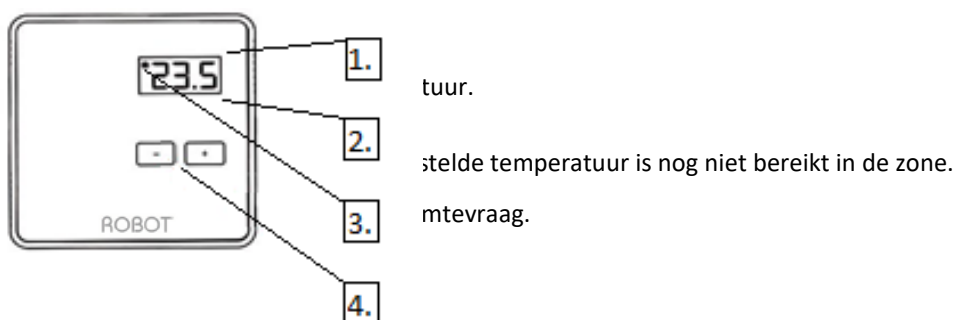 23.5
1.
tuur.
2.
- +
stelde temperatuur is nog niet bereikt in de zone.
ROBOT
3.
mtevraag.
4.